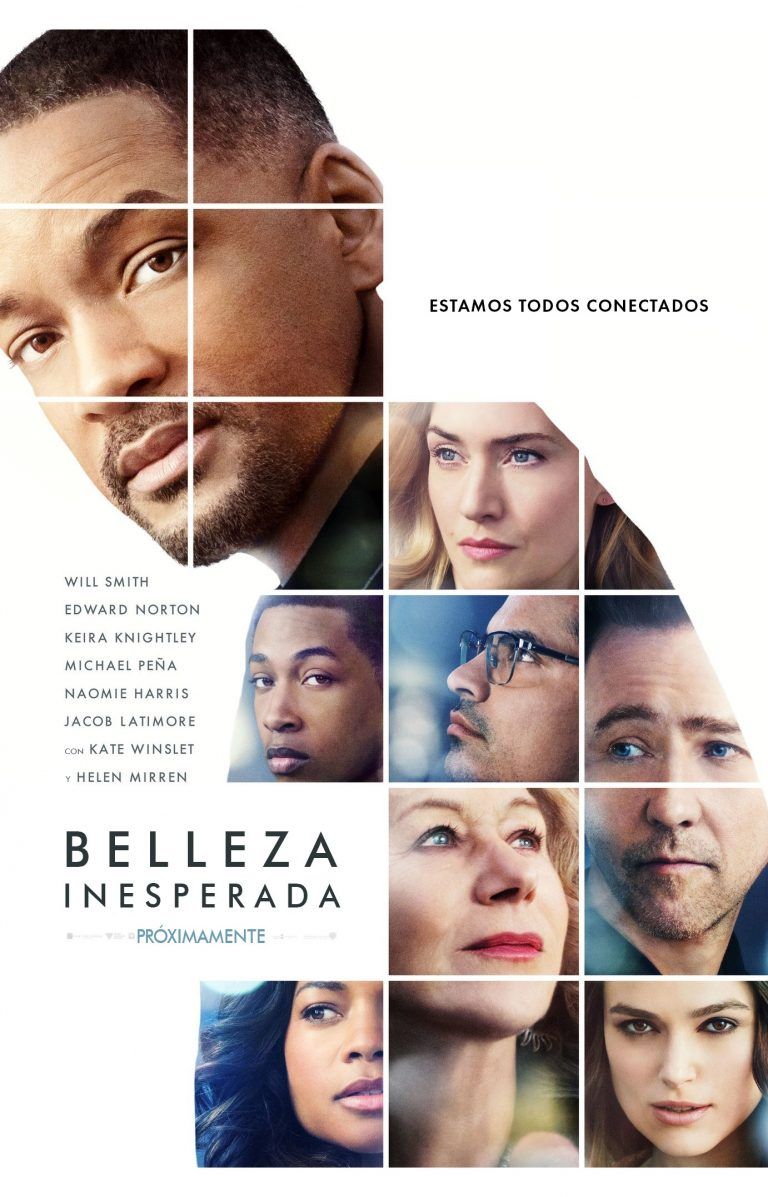 ESTAMOS TODOS CONECTADOS
WILL SMITH
EDWARD NORTON
KEIRA KNIGHTLEY
MICHAEL PEÑA
NAOMIE HARRIS
JACOB LATIMORE
CON KATE WINSLET
Y HELEN MIRREN
BELLEZA
INESPERADA
PRÓXIMAMENTE